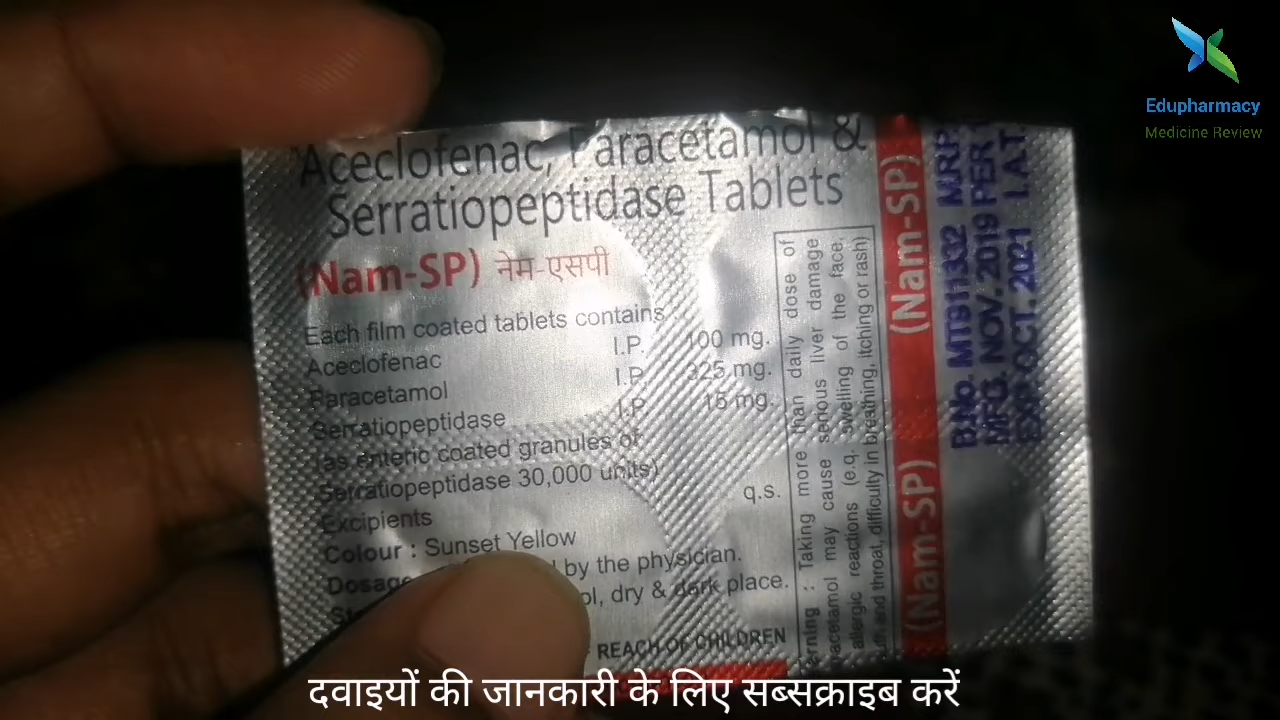 Edupharmacy
Medicine Review
Aceclofenac, Paracetamol &
Serratiopeptidase Tablets
(Nam-SP) नेम-एसपी
Each film coated tablets contains
Aceclofenac I.P. 100 mg.
Paracetamol I.P. 325 mg.
Serratiopeptidase I.P. 15 mg.
(as enteric coated granules of
Serratiopeptidase 30,000 units)
Excipients q.s.
Colour : Sunset Yellow
Dosage by the physician.
dry & dark place.
REACH OF CHILDREN
: Taking more than daily dose of
may cause serious liver damage
allergic reactions (e.q. swelling of the face,
and throat, difficulty in breathing, itching or rash)
(Nam-SP) (Nam-SP)
B.No. MT911332 MRP
MFG. NOV. 2019 PER
EXP. OCT. 2021
दवाइयों की जानकारी के लिए सब्सक्राइब करें